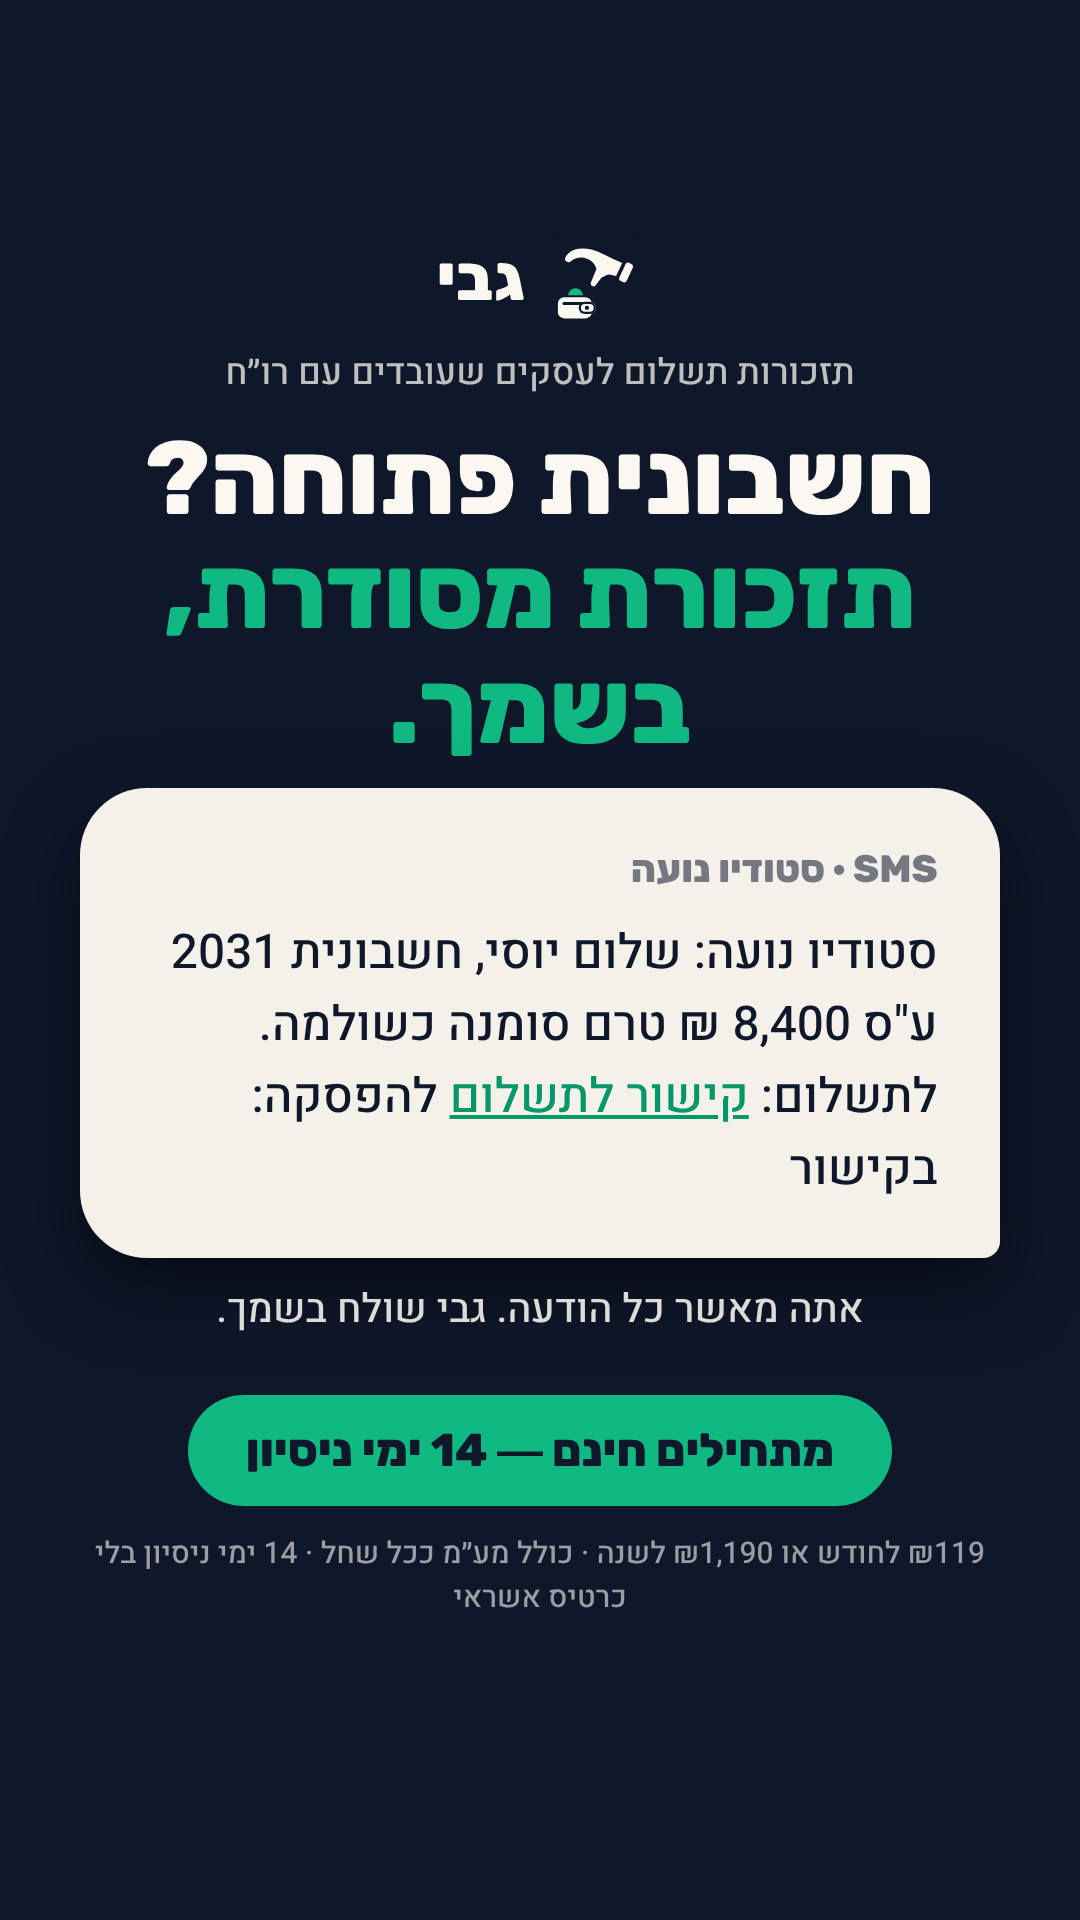 גבי
תזכורות תשלום לעסקים שעובדים עם רו״ח
חשבונית פתוחה?
תזכורת מסודרת,
בשמך.
SMS • סטודיו נועה
סטודיו נועה: שלום יוסי, חשבונית 2031
ע"ס 8,400 ₪ טרם סומנה כשולמה.
לתשלום: קישור לתשלום להפסקה:
בקישור
אתה מאשר כל הודעה. גבי שולח בשמך.
מתחילים חינם — 14 ימי ניסיון
₪119 לחודש או ₪1,190 לשנה · כולל מע״מ ככל שחל · 14 ימי ניסיון בלי
כרטיס אשראי